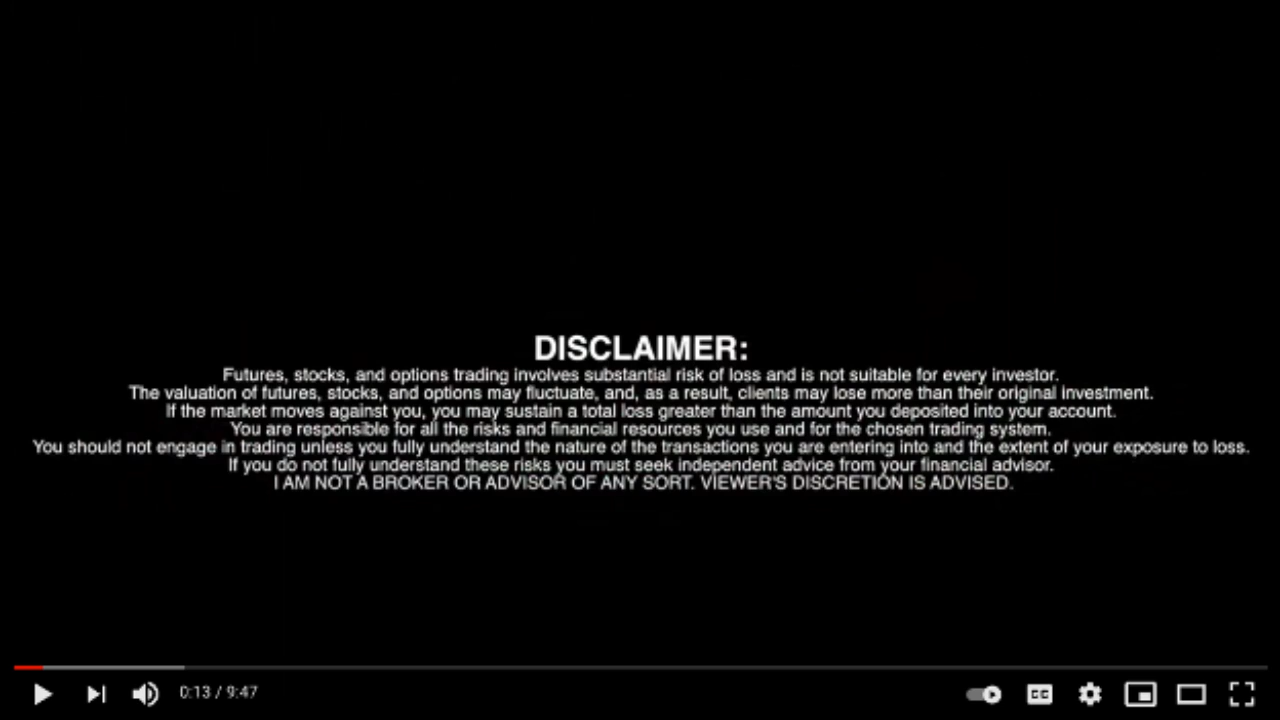 DISCLAIMER:
Futures, stocks, and options trading involves substantial risk of loss and is not suitable for every investor.
The valuation of futures, stocks, and options may fluctuate, and, as a result, clients may lose more than their original investment.
If the market moves against you, you may sustain a total loss greater than the amount you deposited into your account.
You are responsible for all the risks and financial resources you use and for the chosen trading system.
You should not engage in trading unless you fully understand the nature of the transactions you are entering into and the extent of your exposure to loss.
If you do not fully understand these risks you must seek independent advice from your financial advisor.
I AM NOT A BROKER OR ADVISOR OF ANY SORT. VIEWER'S DISCRETION IS ADVISED.
0:13 / 9:47 CC